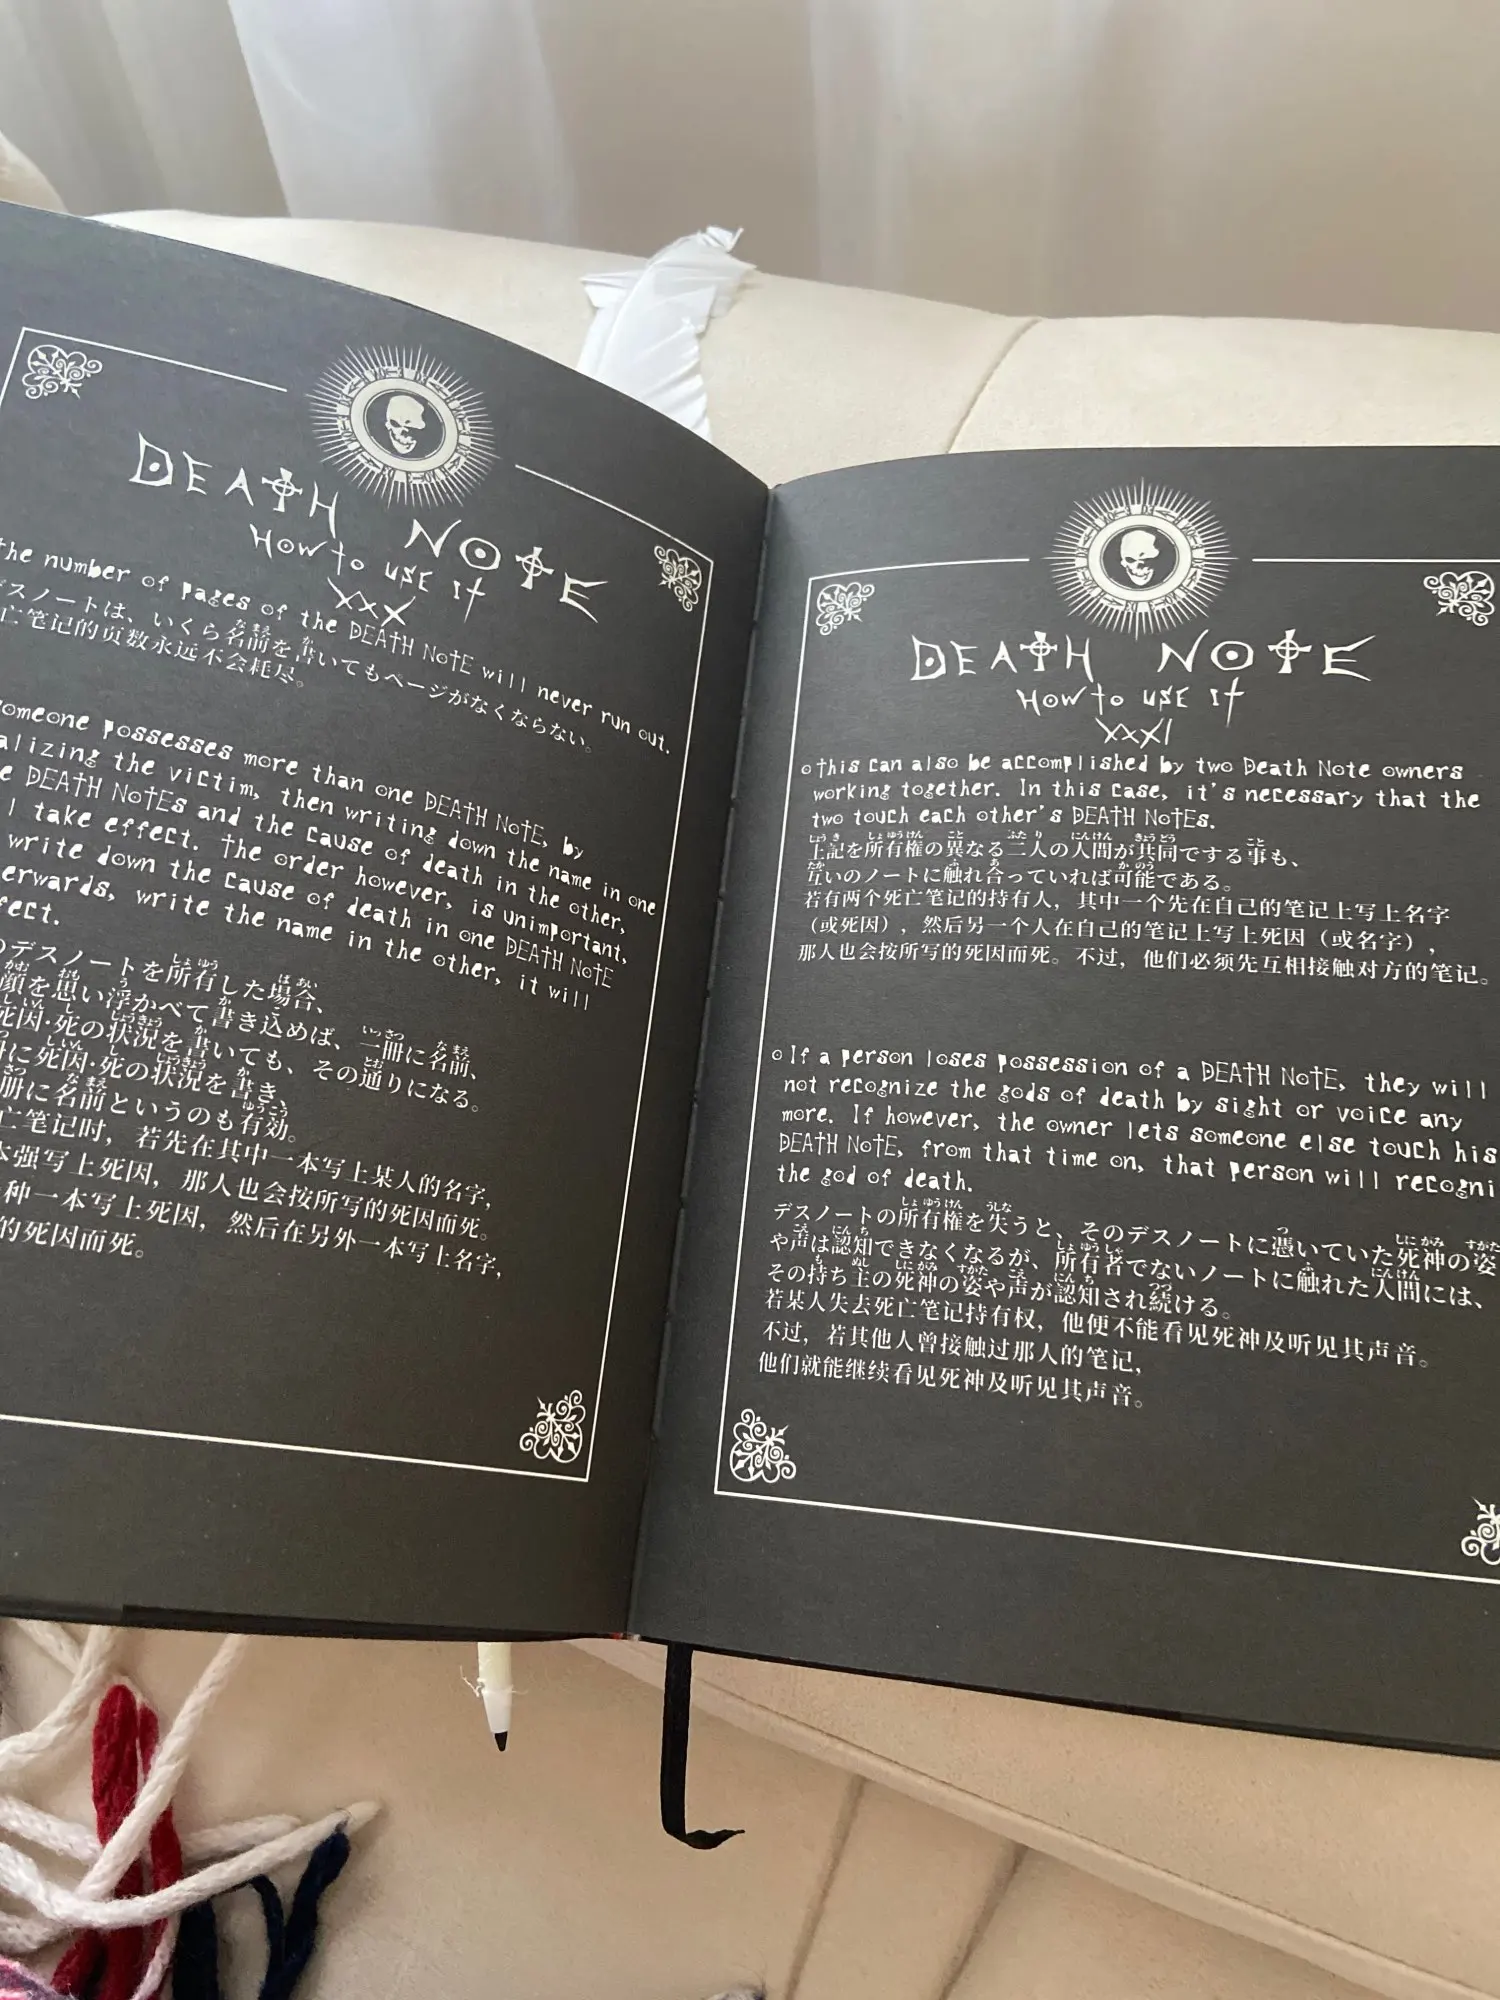 DEATH NOTE
How to use it
XXX
the number of pages of the DEATH NOTE will never run out.
デスノートは、いくら名前を書いてもページがなくならない。
亡笔记的页数永远不会耗尽。
someone possesses more than one DEATH NOTE, by
the victim, then writing down the name in one
DEATH NOTEs and the cause of death in the other,
take effect. The order however, is unimportant,
write down the cause of death in one DEATH NOTE
write the name in the other, it will
のデスノートを所有した場合、
顔を思い浮かべて書き込めば、一冊に名前、
死因·死の状況を書いても、その通りになる。
に死因·死の状況を書き、
冊に名前というのも有効。
亡笔记时，若先在其中一本写上某人的名字，
本强写上死因，那人也会按所写的死因而死。
种一本写上死因，然后在另外一本写上名字，
的死因而死。
DEATH NOTE
How to use it
XXXI
This can also be accomplished by two Death Note owners
working together. In this case, it's necessary that the
two touch each other's DEATH NOTEs.
上記を所有権の異なる二人の人間が共同でする事も、
互いのノートに触れ合っていれば可能である。
若有两个死亡笔记的持有人，其中一个先在自己的笔记上写上名字
（或死因），然后另一个人在自己的笔记上写上死因（或名字），
那人也会按所写的死因而死。不过，他们必须先互相接触对方的笔记。
If a person loses possession of a DEATH NOTE, they will
not recognize the gods of death by sight or voice any
more. If however, the owner lets someone else touch his
DEATH NOTE, from that time on, that person will recogni
the god of death.
デスノートの所有権を失うと、そのデスノートに憑いていた死神の姿
や声は認知できなくなるが、所有者でないノートに触れた人間には、
その持ち主の死神の姿や声が認知され続ける。
若某人失去死亡笔记持有权，他便不能看见死神及听见其声音。
不过，若其他人曾接触过那人的笔记，
他们就能继续看见死神及听见其声音。